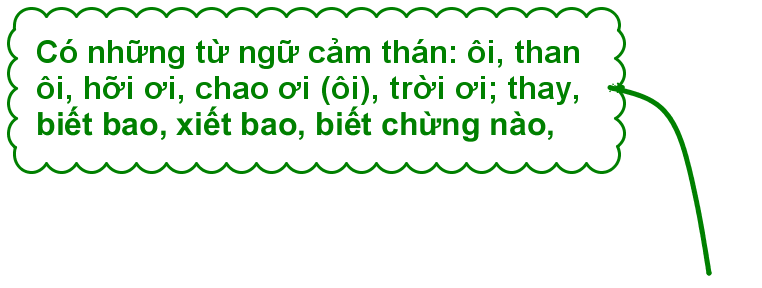 Có những từ ngữ cảm thán: ôi, than
ôi, hỡi ơi, chao ơi (ôi), trời ơi; thay,
biết bao, xiết bao, biết chừng nào,